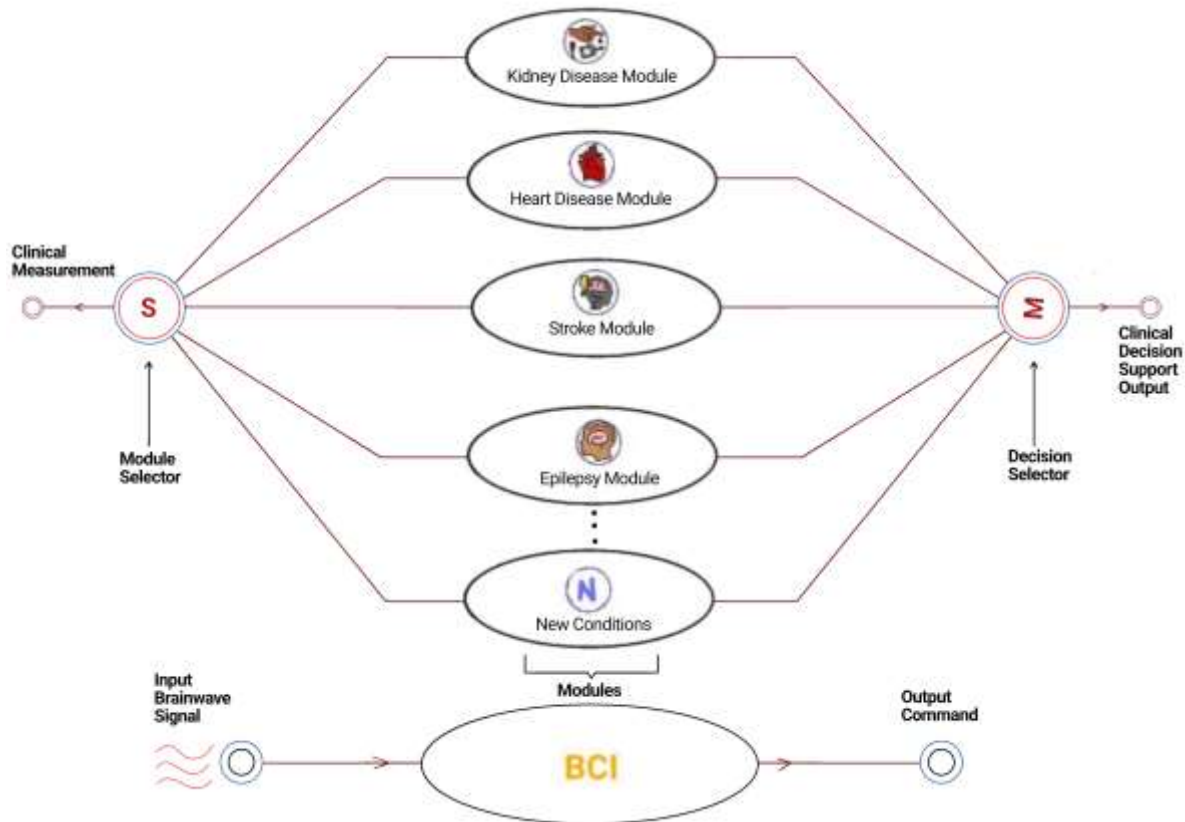 Kidney Disease Module
Heart Disease Module
Clinical
Measurement
S
Stroke Module
M
Clinical
Decision
Support
Output
Module
Selector
Epilepsy Module
Decision
Selector
N
New Conditions
Modules
Input
Brainwave
Signal
BCI
Output
Command